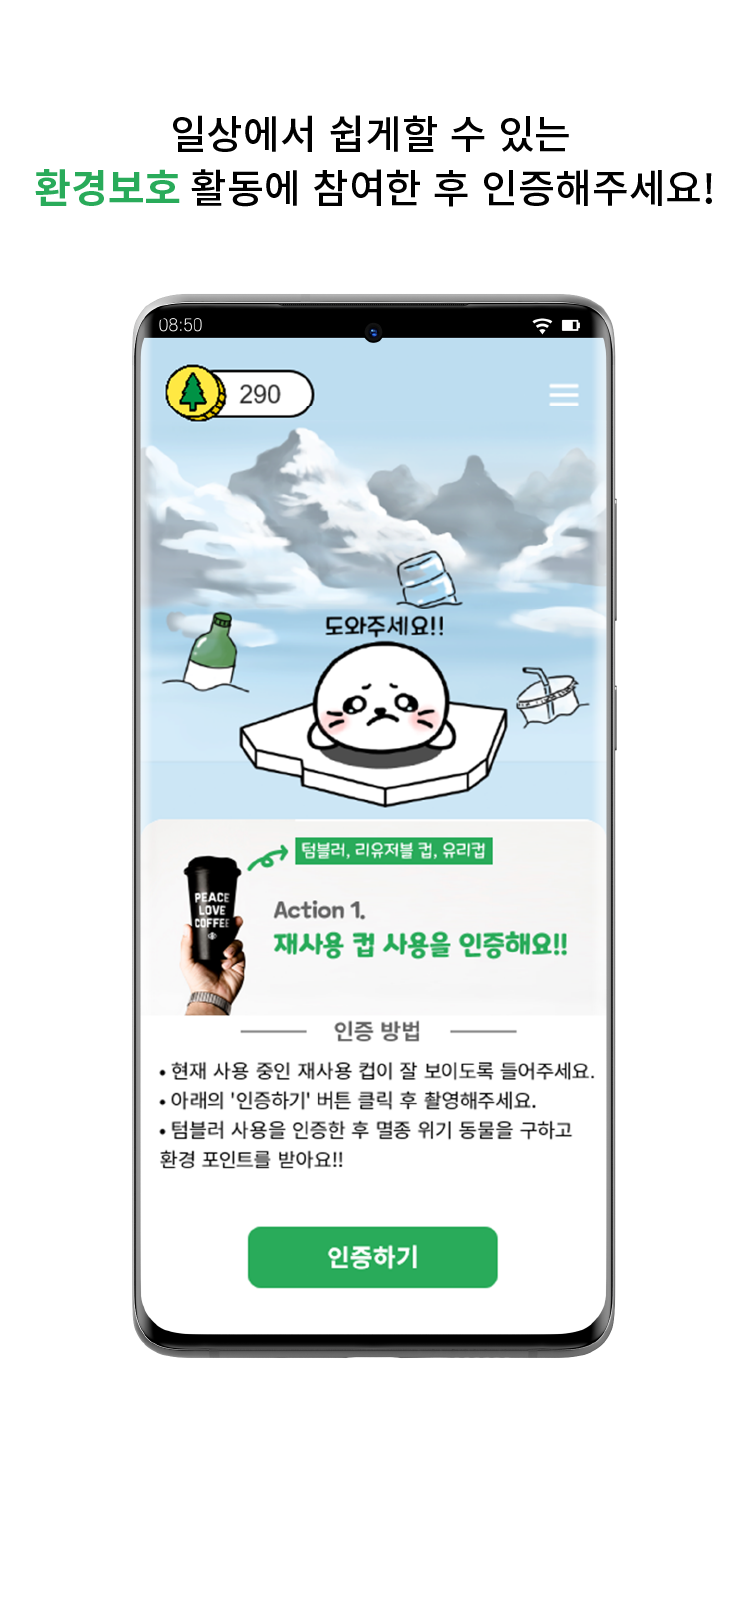 일상에서 쉽게할 수 있는
환경보호 활동에 참여한 후 인증해주세요!
08:50
290
도와주세요!!
텀블러, 리유저블 컵, 유리컵
PEACE
LOVE
COFFEE
Action 1.
재사용 컵 사용을 인증해요!!
인증 방법
• 현재 사용 중인 재사용 컵이 잘 보이도록 들어주세요.
• 아래의 '인증하기' 버튼 클릭 후 촬영해주세요.
• 텀블러 사용을 인증한 후 멸종 위기 동물을 구하고
환경 포인트를 받아요!!
인증하기